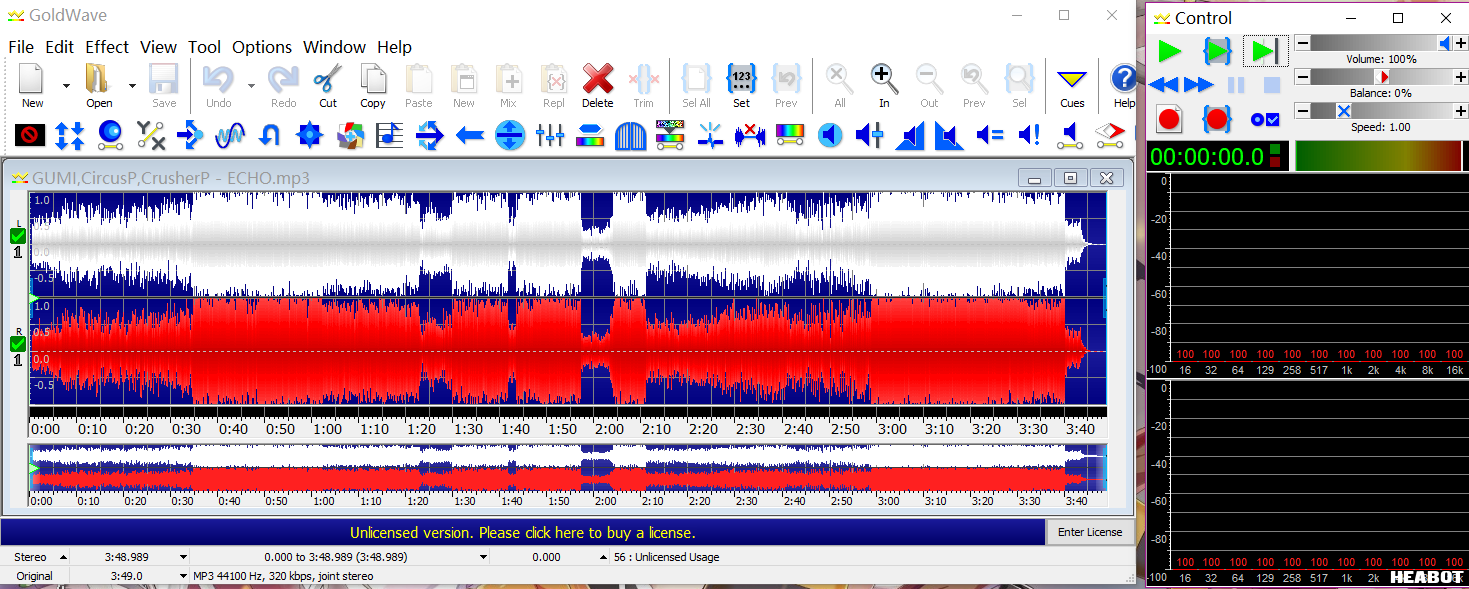 GoldWave
File Edit Effect View Tool Options Window Help
New Open Save Undo Redo Cut Copy Paste New Mix Repl Delete Trim Sel All Set Prev All In Out Prev Sel Cues Help
123
GUMI,CircusP,CrusherP - ECHO.mp3
L
1
1.0
0.5
0.0
-0.5
R
1
1.0
0.5
0.0
-0.5
0:00 0:10 0:20 0:30 0:40 0:50 1:00 1:10 1:20 1:30 1:40 1:50 2:00 2:10 2:20 2:30 2:40 2:50 3:00 3:10 3:20 3:30 3:40
0:00 0:10 0:20 0:30 0:40 0:50 1:00 1:10 1:20 1:30 1:40 1:50 2:00 2:10 2:20 2:30 2:40 2:50 3:00 3:10 3:20 3:30 3:40
Unlicensed version. Please click here to buy a license.
Enter License
Stereo 3:48.989 0.000 to 3:48.989 (3:48.989) 0.000 56 : Unlicensed Usage
Original 3:49.0 MP3 44100 Hz, 320 kbps, joint stereo
Control
Volume: 100%
Balance: 0%
Speed: 1.00
00:00:00.0
0
-20
-40
-60
-80
100 100 100 100 100 100 100 100 100 100 100
-100 16 32 64 129 258 517 1k 2k 4k 8k 16k
0
-20
-40
-60
-80
100 100 100 100 100 100 100 100 100 100 100
-100 16 32 64 129 258 517 1k 2k
HEABOT